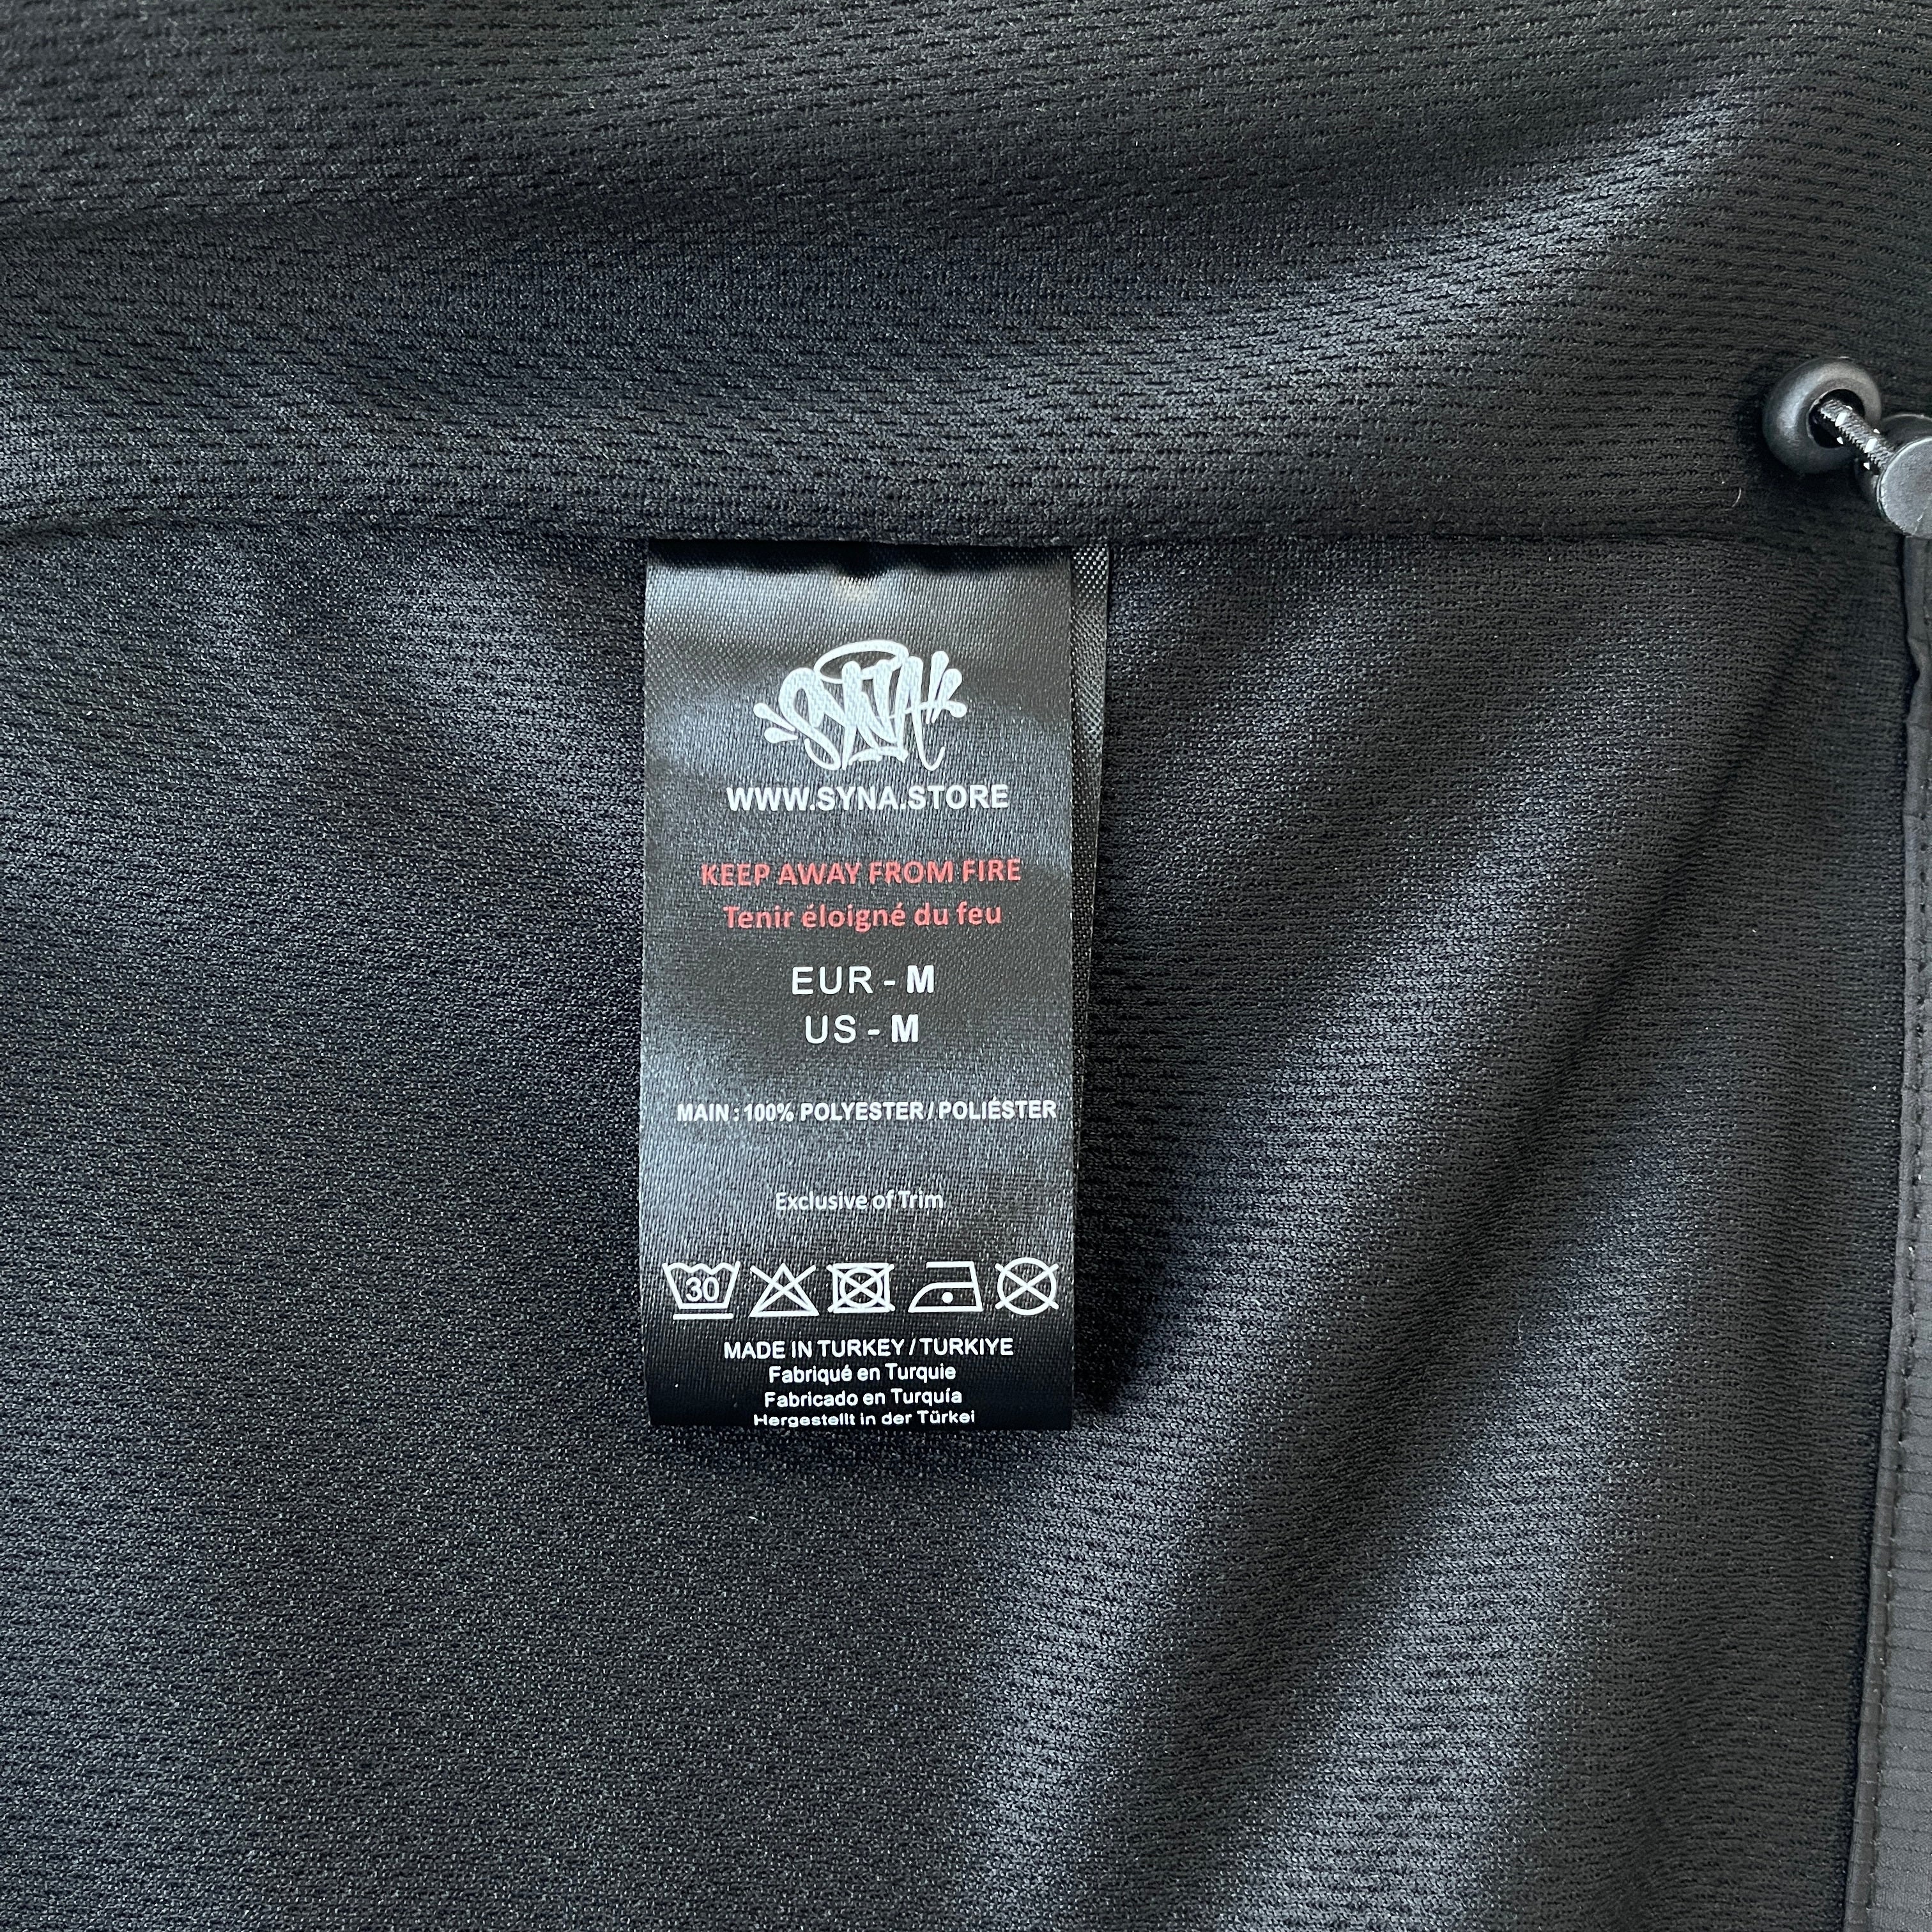 SYNA
WWW.SYNA.STORE
KEEP AWAY FROM FIRE
Tenir éloigné du feu
EUR - M
US - M
MAIN : 100% POLYESTER / POLIÉSTER
Exclusive of Trim
30
MADE IN TURKEY / TURKIYE
Fabriqué en Turquie
Fabricado en Turquía
Hergestellt in der Türkei